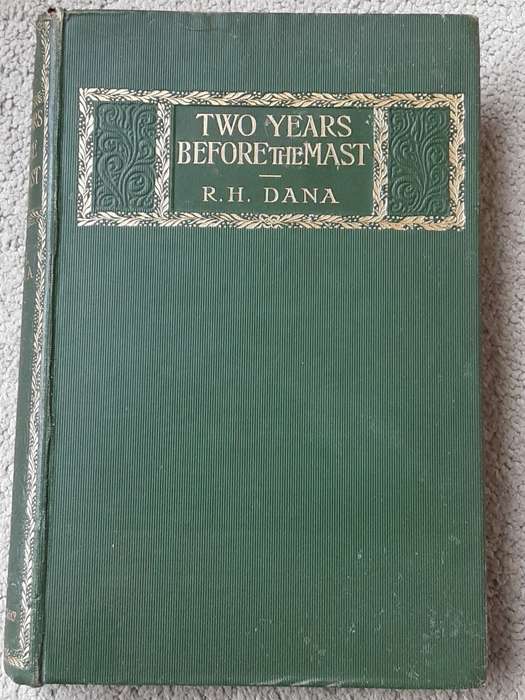 TWO YEARS
BEFORE THE MAST
R.H. DANA